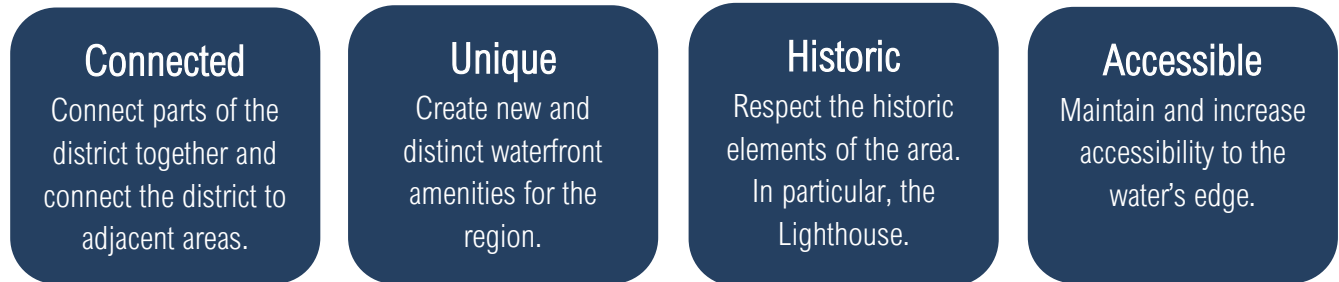 Connected
Connect parts of the
district together and
connect the district to
adjacent areas.
Unique
Create new and
distinct waterfront
amenities for the
region.
Historic
Respect the historic
elements of the area.
In particular, the
Lighthouse.
Accessible
Maintain and increase
accessibility to the
water’s edge.